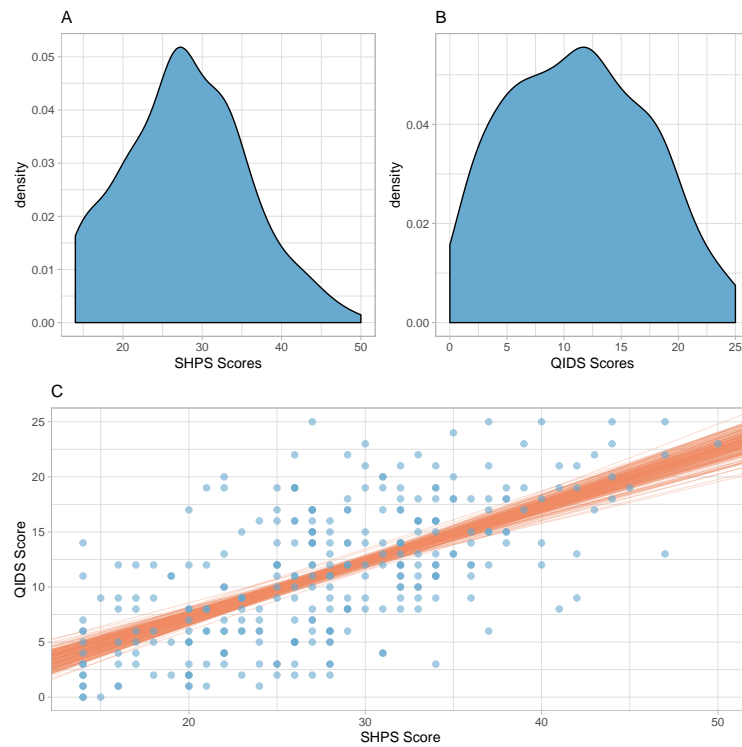 A
density
0.05
0.04
0.03
0.02
0.01
0.00
20 30 40 50
SHPS Scores
B
density
0.04
0.02
0.00
0 5 10 15 20 25
QIDS Scores
C
QIDS Score
25
20
15
10
5
0
20 30 40 50
SHPS Score